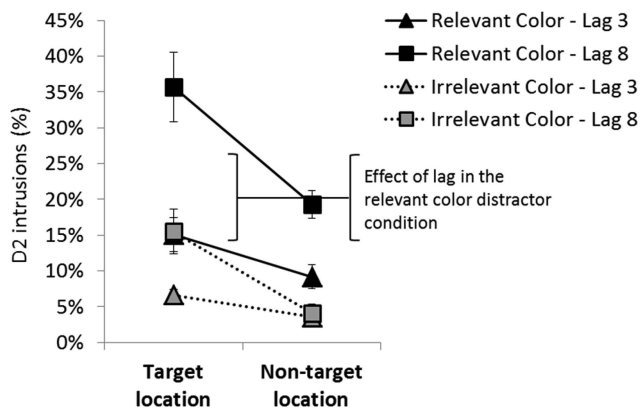 45%
40%
35%
30%
25%
20%
15%
10%
5%
0%
D2 intrusions (%)
Target
location
Non-target
location
Relevant Color - Lag 3
Relevant Color - Lag 8
Irrelevant Color - Lag 3
Irrelevant Color - Lag 8
Effect of lag in the
relevant color distractor
condition